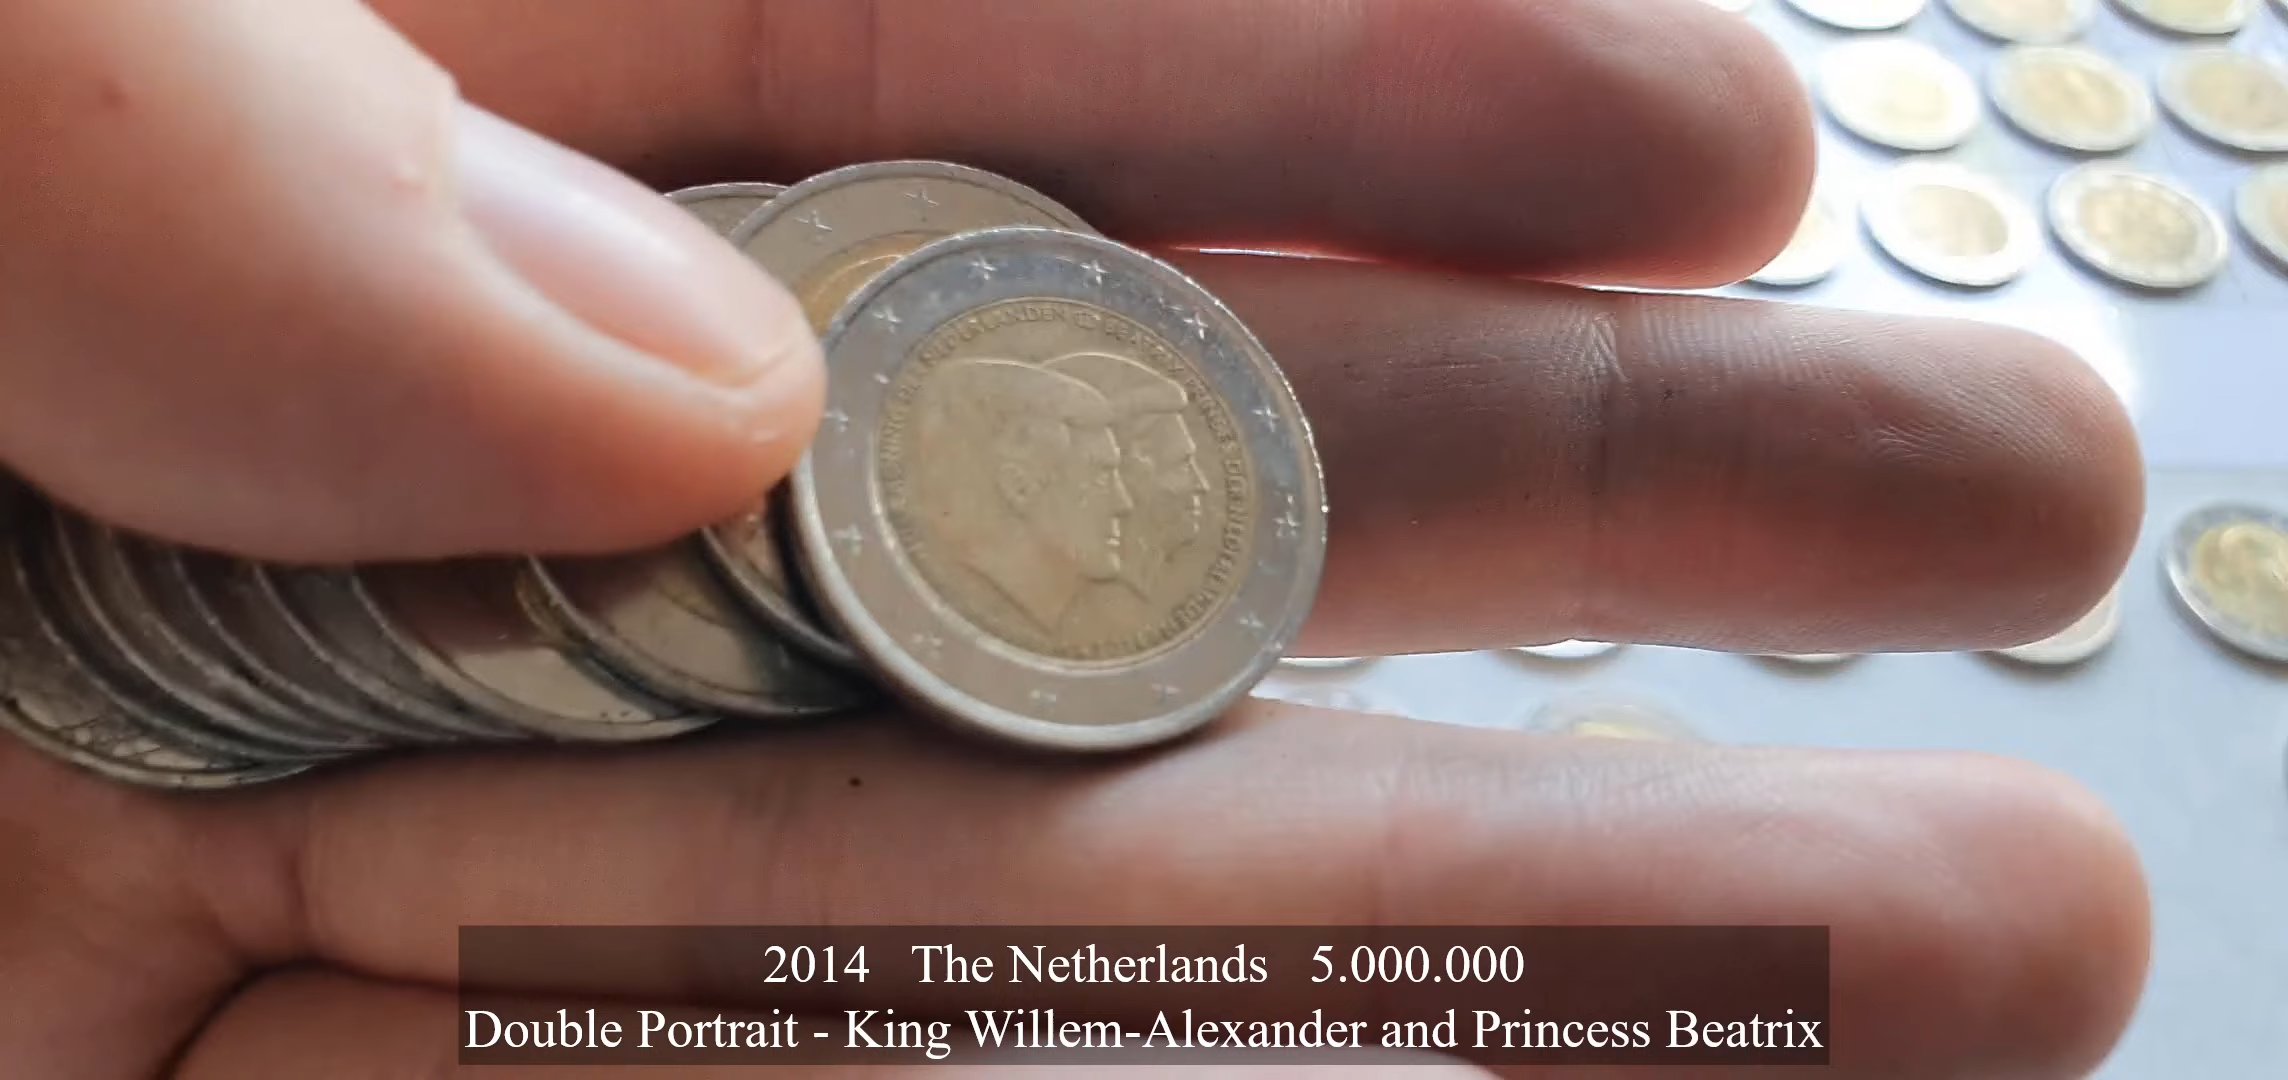 2014 The Netherlands 5.000.000
Double Portrait - King Willem-Alexander and Princess Beatrix